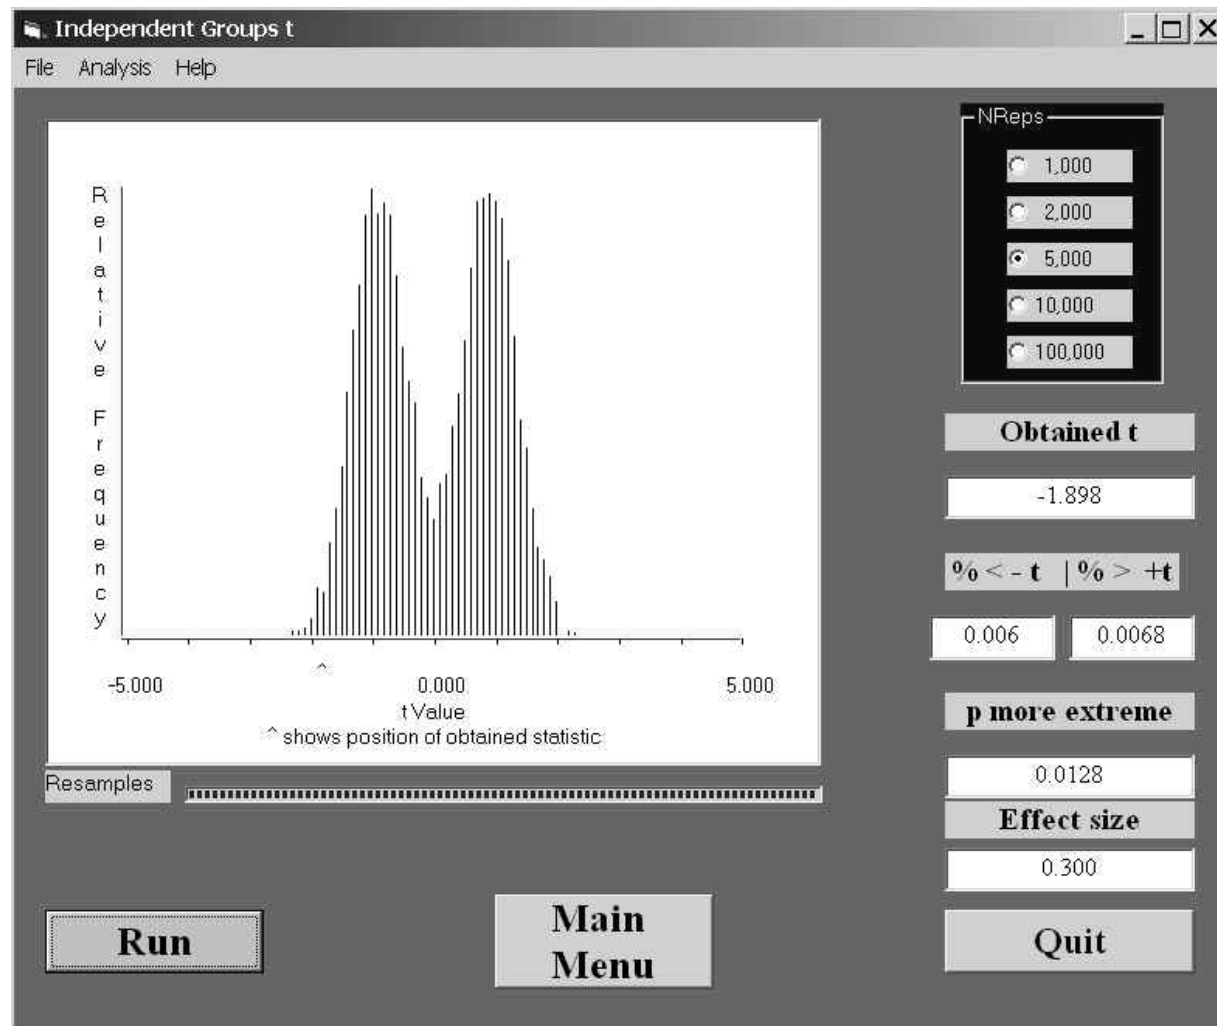 Independent Groups t
File Analysis Help
Relative Frequency
-5.000 0.000 5.000
t Value
^ shows position of obtained statistic
Resamples
NReps
1,000
2,000
5,000
10,000
100,000
Obtained t
-1.898
% < - t | % > +t
0.006 0.0068
p more extreme
0.0128
Effect size
0.300
Run
Main
Menu
Quit